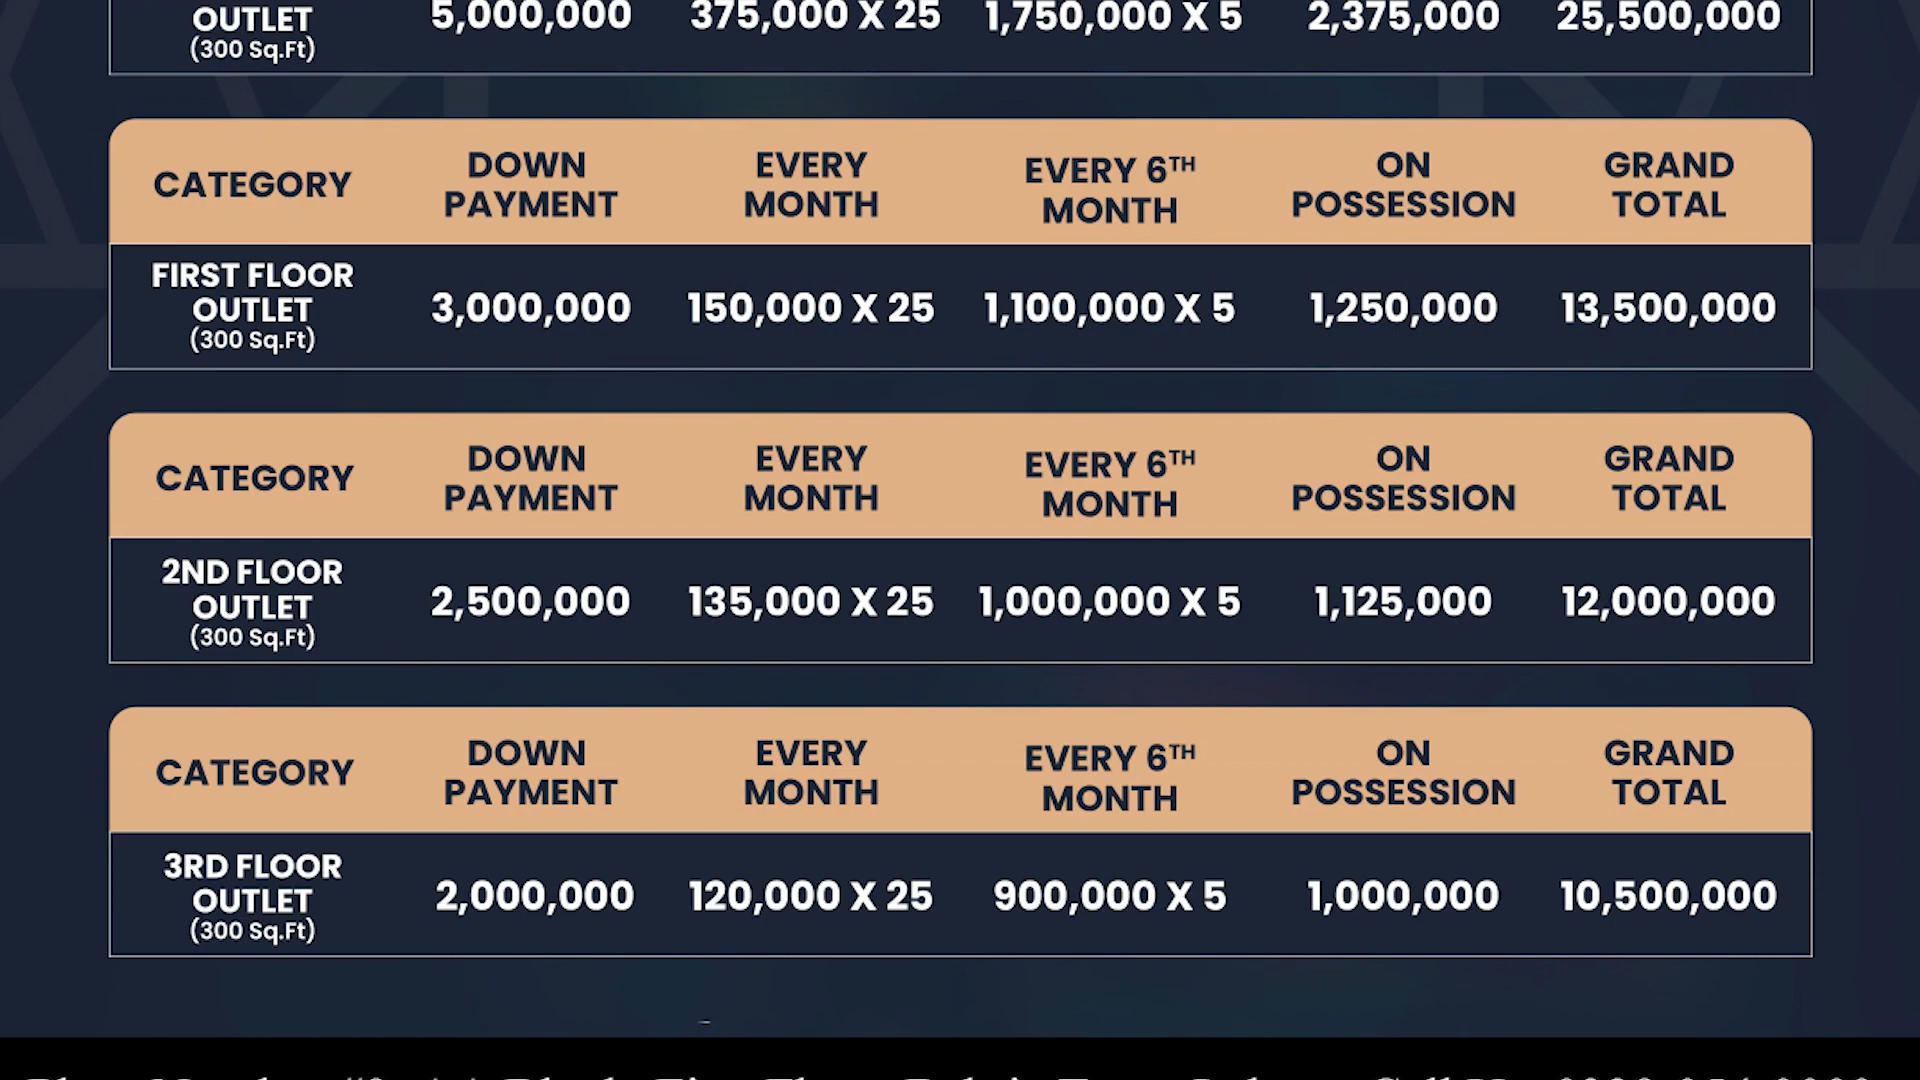 OUTLET
(300 Sq.Ft)
5,000,000 375,000 X 25 1,750,000 X 5 2,375,000 25,500,000
CATEGORY
DOWN
PAYMENT
EVERY
MONTH
EVERY 6TH
MONTH
ON
POSSESSION
GRAND
TOTAL
FIRST FLOOR
OUTLET
(300 Sq.Ft)
3,000,000 150,000 X 25 1,100,000 X 5 1,250,000 13,500,000
CATEGORY
DOWN
PAYMENT
EVERY
MONTH
EVERY 6TH
MONTH
ON
POSSESSION
GRAND
TOTAL
2ND FLOOR
OUTLET
(300 Sq.Ft)
2,500,000 135,000 X 25 1,000,000 X 5 1,125,000 12,000,000
CATEGORY
DOWN
PAYMENT
EVERY
MONTH
EVERY 6TH
MONTH
ON
POSSESSION
GRAND
TOTAL
3RD FLOOR
OUTLET
(300 Sq.Ft)
2,000,000 120,000 X 25 900,000 X 5 1,000,000 10,500,000